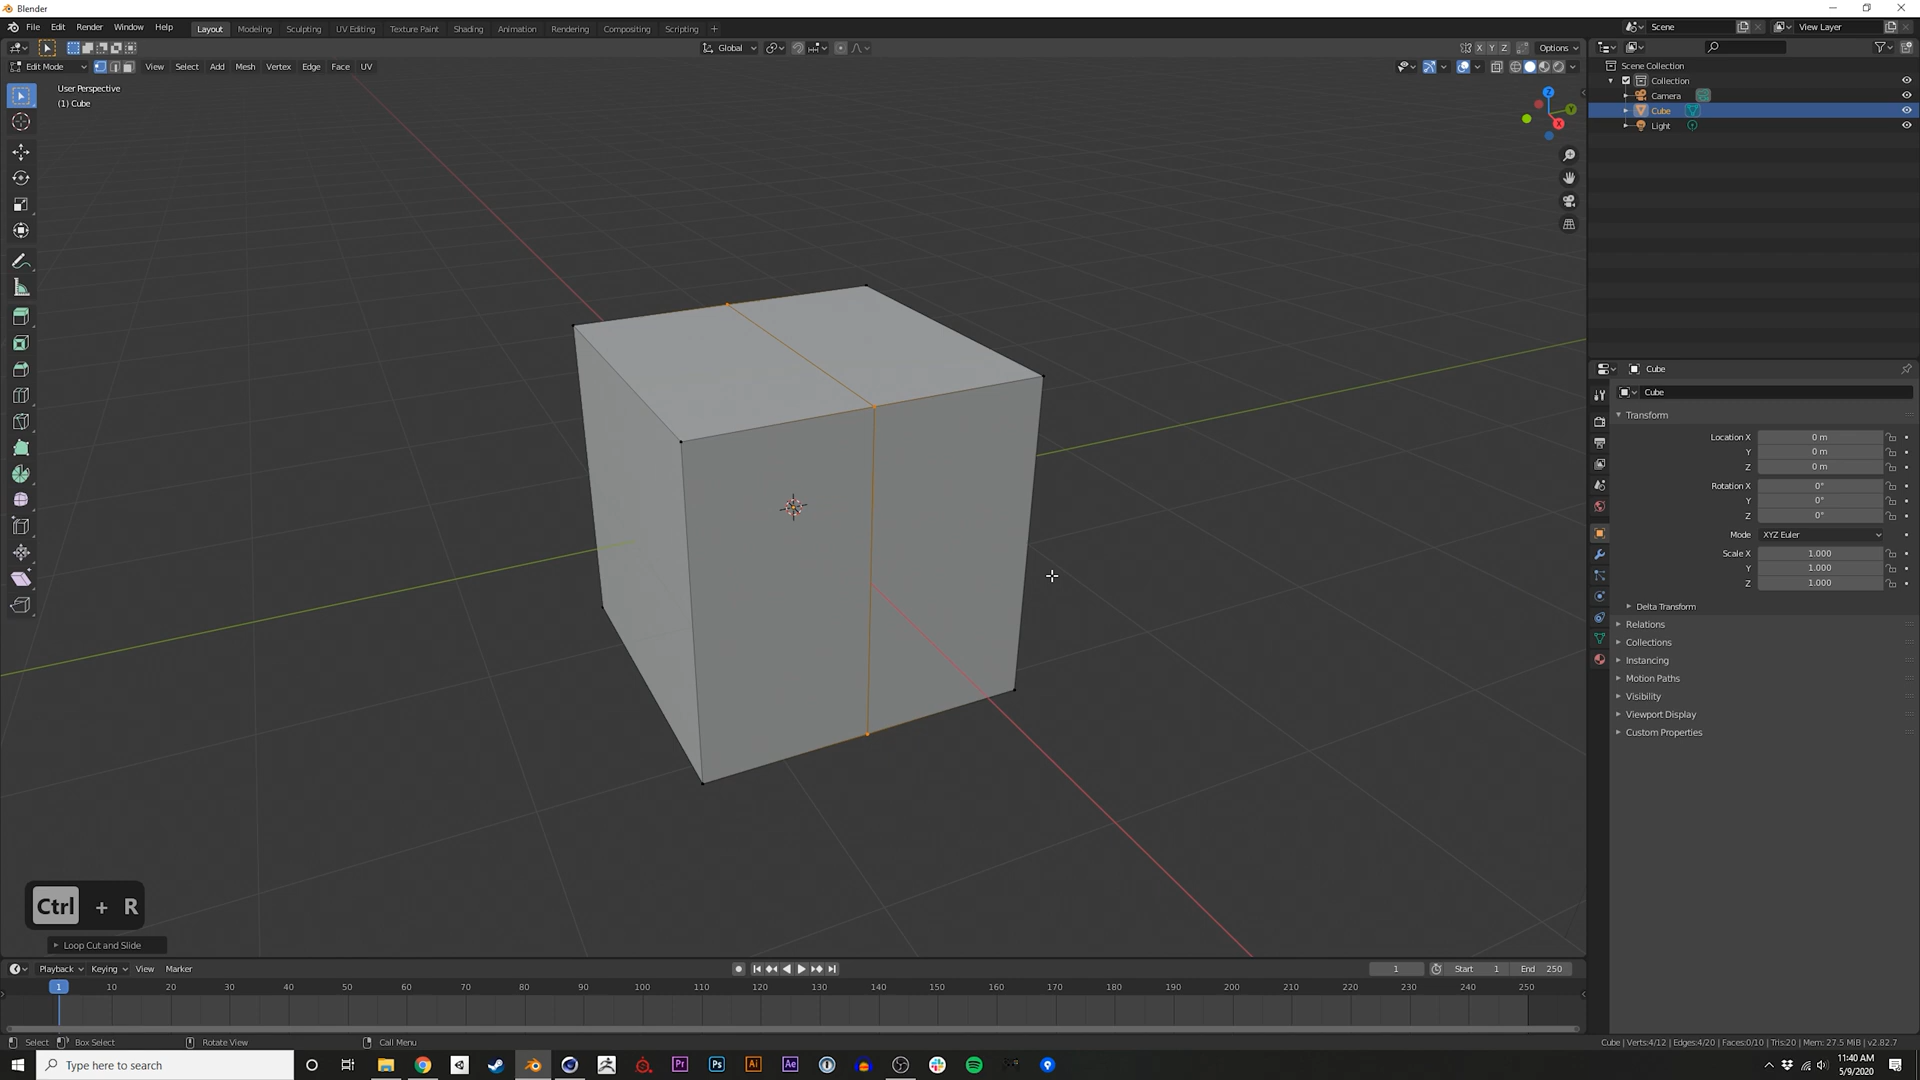 Blender
File Edit Render Window Help Layout Modeling Sculpting UV Editing Texture Paint Shading Animation Rendering Compositing Scripting + Scene View Layer
Global X Y Z Options
Edit Mode View Select Add Mesh Vertex Edge Face UV
User Perspective
(1) Cube
Z
Y
X
Scene Collection
Collection
Camera
Cube
Light
Cube
Cube
Transform
Location X 0 m
Y 0 m
Z 0 m
Rotation X 0°
Y 0°
Z 0°
Mode XYZ Euler
Scale X 1.000
Y 1.000
Z 1.000
Delta Transform
Relations
Collections
Instancing
Motion Paths
Visibility
Viewport Display
Custom Properties
Ctrl + R
Loop Cut and Slide
Playback Keying View Marker 1 Start 1 End 250
1 10 20 30 40 50 60 70 80 90 100 110 120 130 140 150 160 170 180 190 200 210 220 230 240 250
Select Box Select Rotate View Call Menu Cube | Verts:4/12 | Edges:4/20 | Faces:0/10 | Tris:20 | Mem: 27.5 MiB | v2.82.7
Type here to search Pr Ps Ai Ae 11:40 AM
5/9/2020